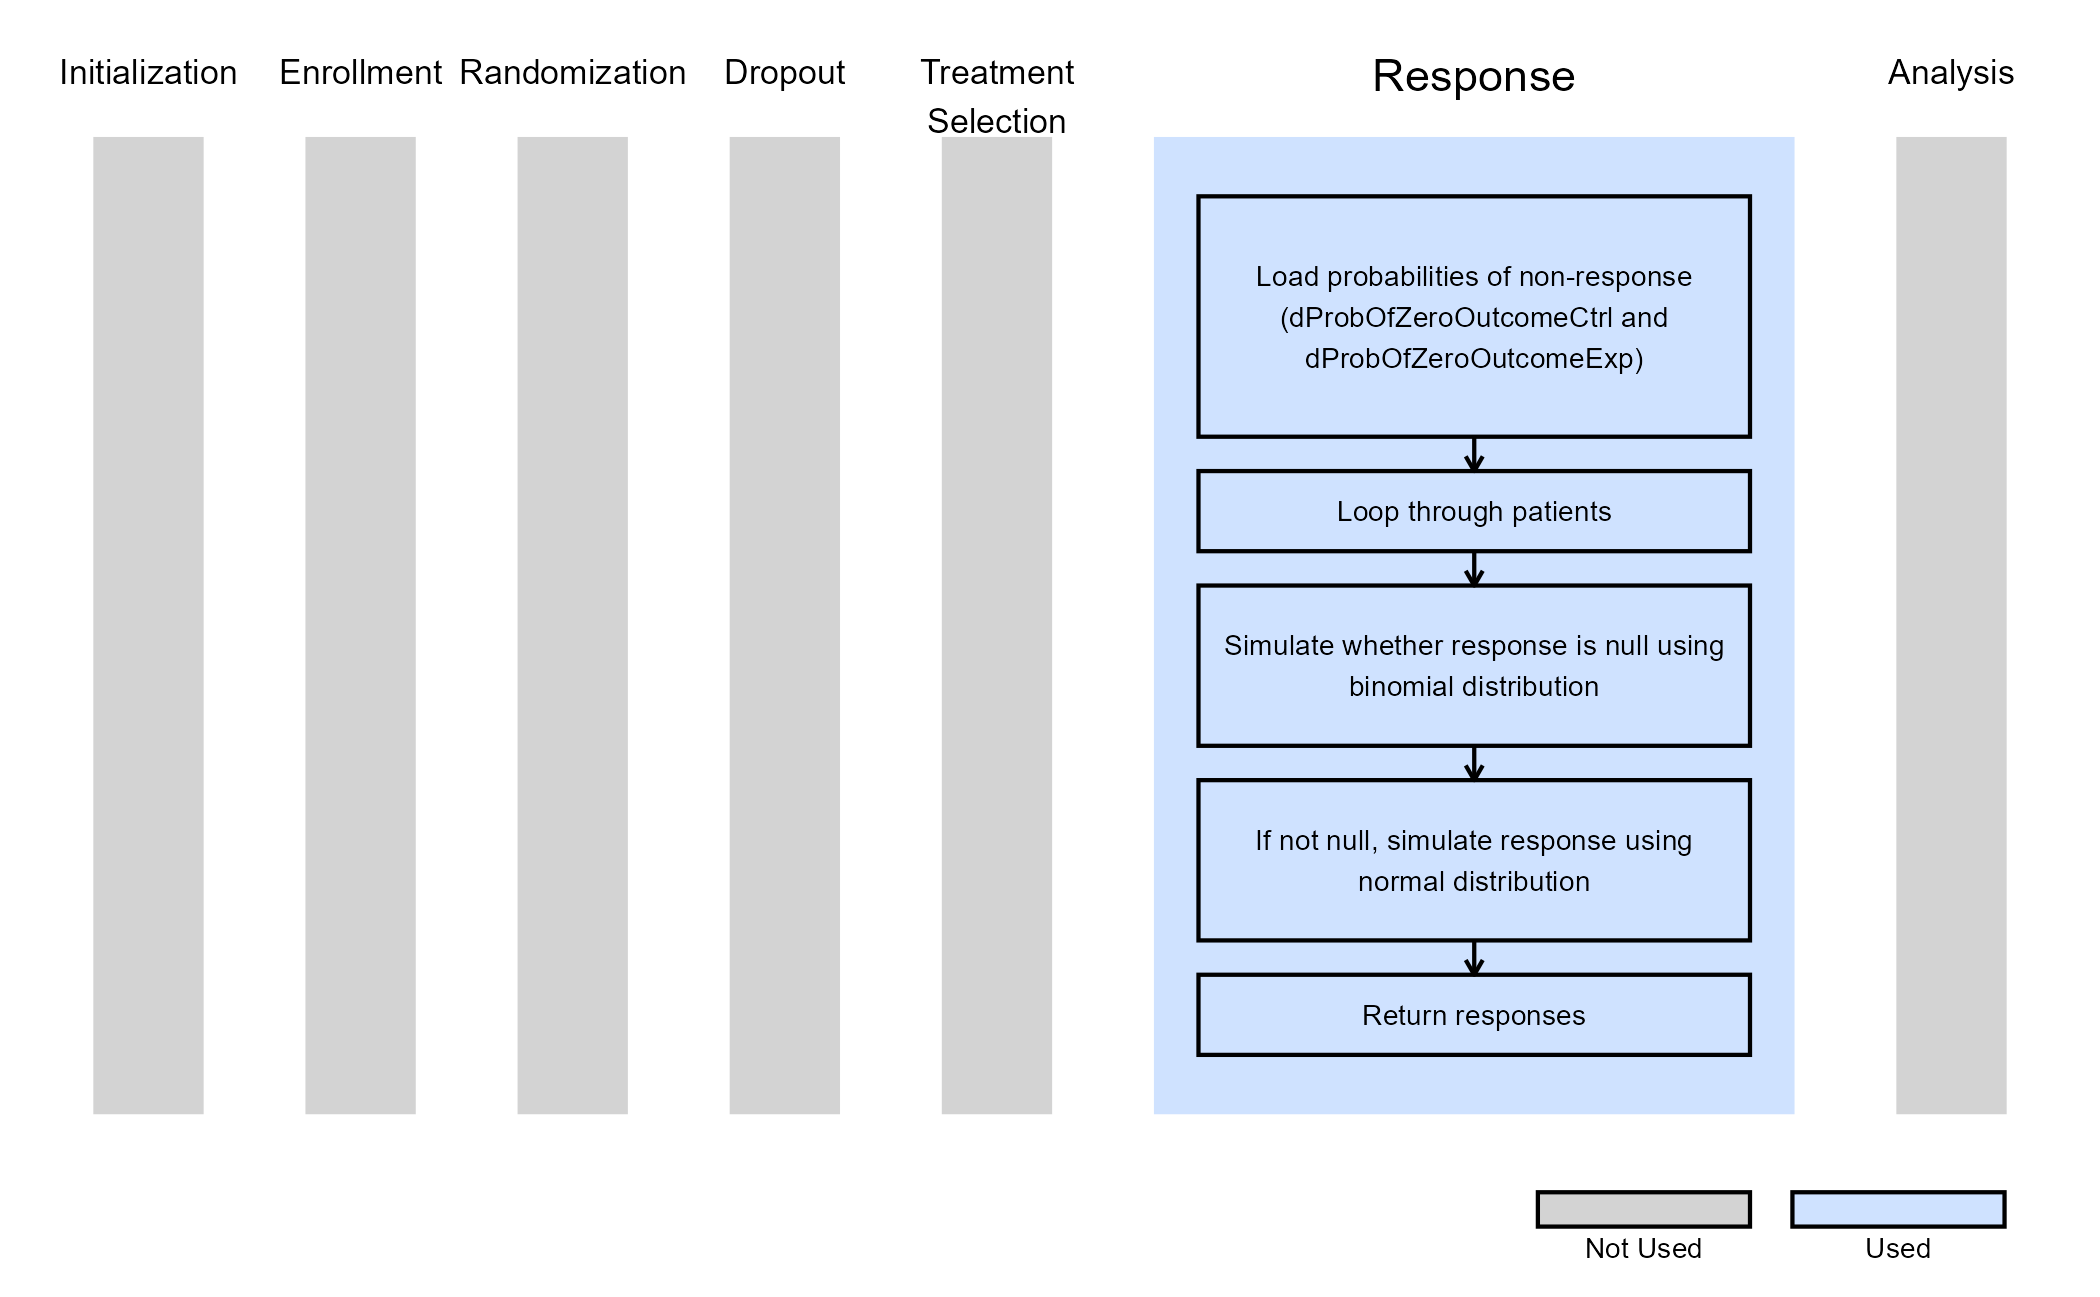 Initialization
Enrollment
Randomization
Dropout
Treatment
Selection
Response
Analysis
Load probabilities of non-response
(dProbOfZeroOutcomeCtrl and
dProbOfZeroOutcomeExp)
Loop through patients
Simulate whether response is null using
binomial distribution
If not null, simulate response using
normal distribution
Return responses
Not Used
Used